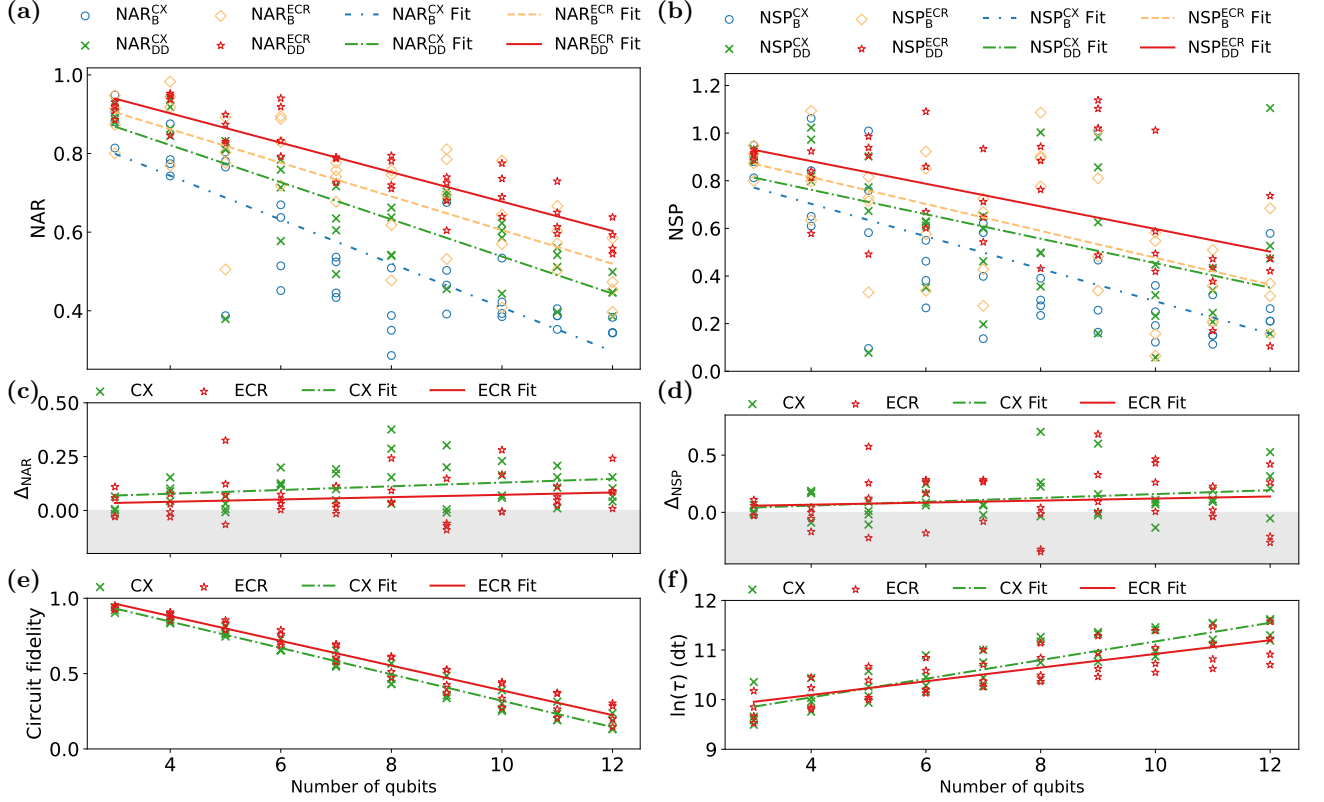 (a)
NAR_B^CX NAR_B^ECR NAR_B^CX Fit NAR_B^ECR Fit
NAR_DD^CX NAR_DD^ECR NAR_DD^CX Fit NAR_DD^ECR Fit
1.0
0.8
0.6
0.4
NAR
(b)
NSP_B^CX NSP_B^ECR NSP_B^CX Fit NSP_B^ECR Fit
NSP_DD^CX NSP_DD^ECR NSP_DD^CX Fit NSP_DD^ECR Fit
1.2
1.0
0.8
0.6
0.4
0.2
0.0
NSP
(c)
CX ECR CX Fit ECR Fit
0.50
0.25
0.00
Δ_NAR
(d)
CX ECR CX Fit ECR Fit
0.5
0.0
Δ_NSP
(e)
CX ECR CX Fit ECR Fit
1.0
0.5
0.0
Circuit fidelity
4 6 8 10 12
Number of qubits
(f)
CX ECR CX Fit ECR Fit
12
11
10
9
ln(τ) (dt)
4 6 8 10 12
Number of qubits